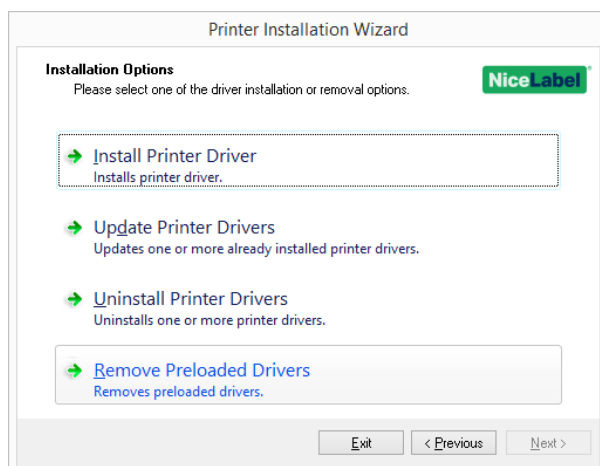 Printer Installation Wizard
Installation Options
Please select one of the driver installation or removal options.
NiceLabel
Install Printer Driver
Installs printer driver.
Update Printer Drivers
Updates one or more already installed printer drivers.
Uninstall Printer Drivers
Uninstalls one or more printer drivers.
Remove Preloaded Drivers
Removes preloaded drivers.
Exit
< Previous
Next >